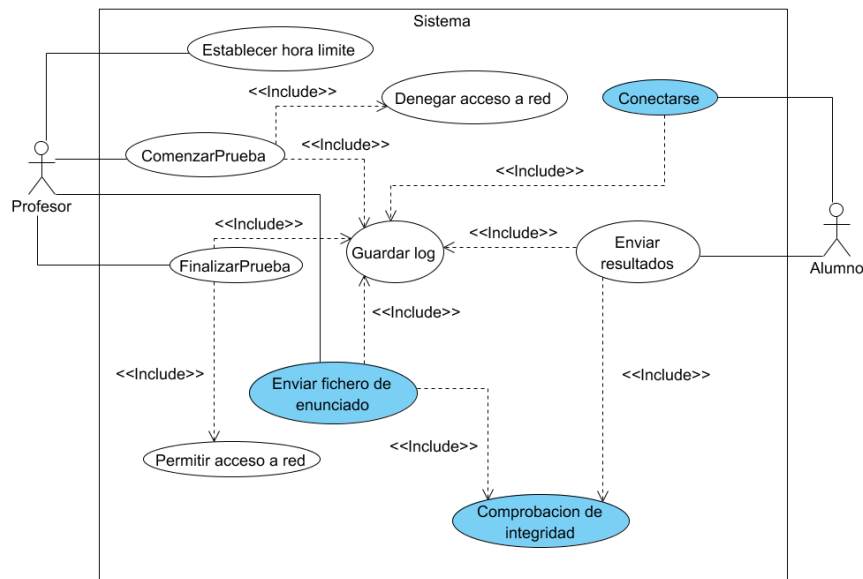 Sistema
Establecer hora limite
<<Include>>
Denegar acceso a red
Conectarse
ComenzarPrueba
<<Include>>
<<Include>>
Profesor
<<Include>>
<<Include>>
Guardar log
Enviar
resultados
Alumno
FinalizarPrueba
<<Include>>
<<Include>>
<<Include>>
Enviar fichero de
enunciado
<<Include>>
Permitir acceso a red
Comprobacion de
integridad